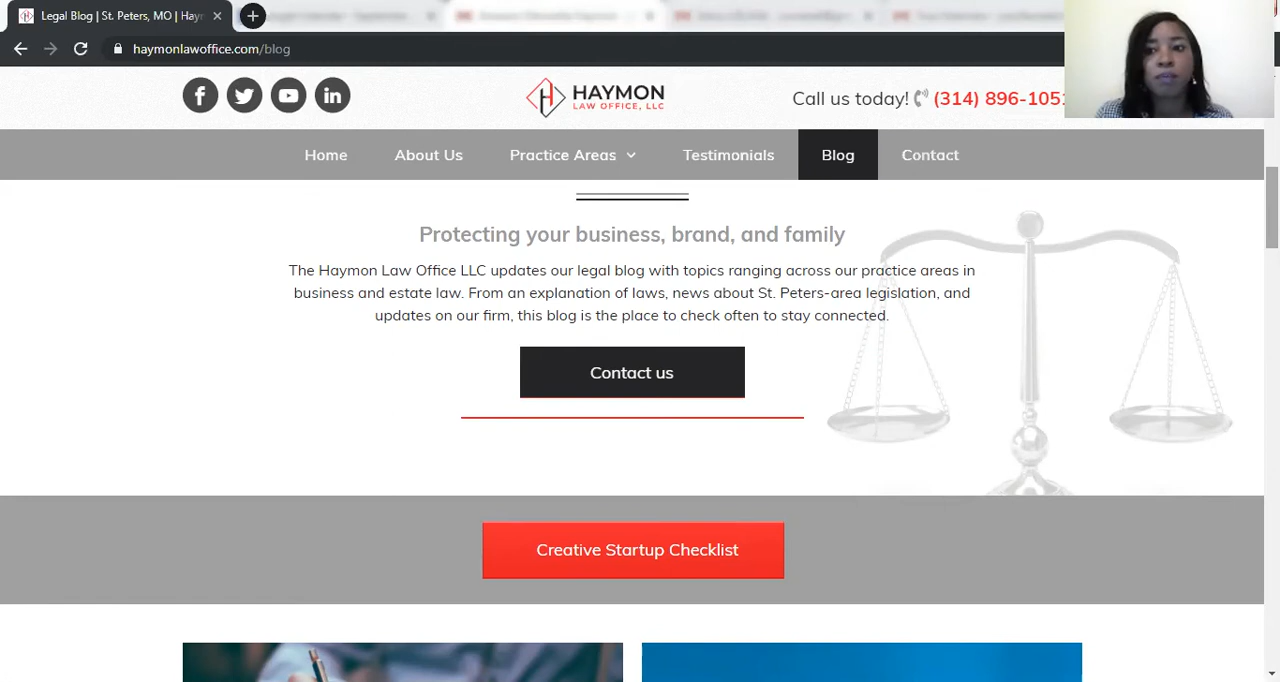 Legal Blog | St. Peters, MO | Hay
haymonlawoffice.com/blog
HAYMON
LAW OFFICE, LLC
Call us today! (314) 896-105
Home
About Us
Practice Areas
Testimonials
Blog
Contact
Protecting your business, brand, and family
The Haymon Law Office LLC updates our legal blog with topics ranging across our practice areas in
business and estate law. From an explanation of laws, news about St. Peters-area legislation, and
updates on our firm, this blog is the place to check often to stay connected.
Contact us
Creative Startup Checklist